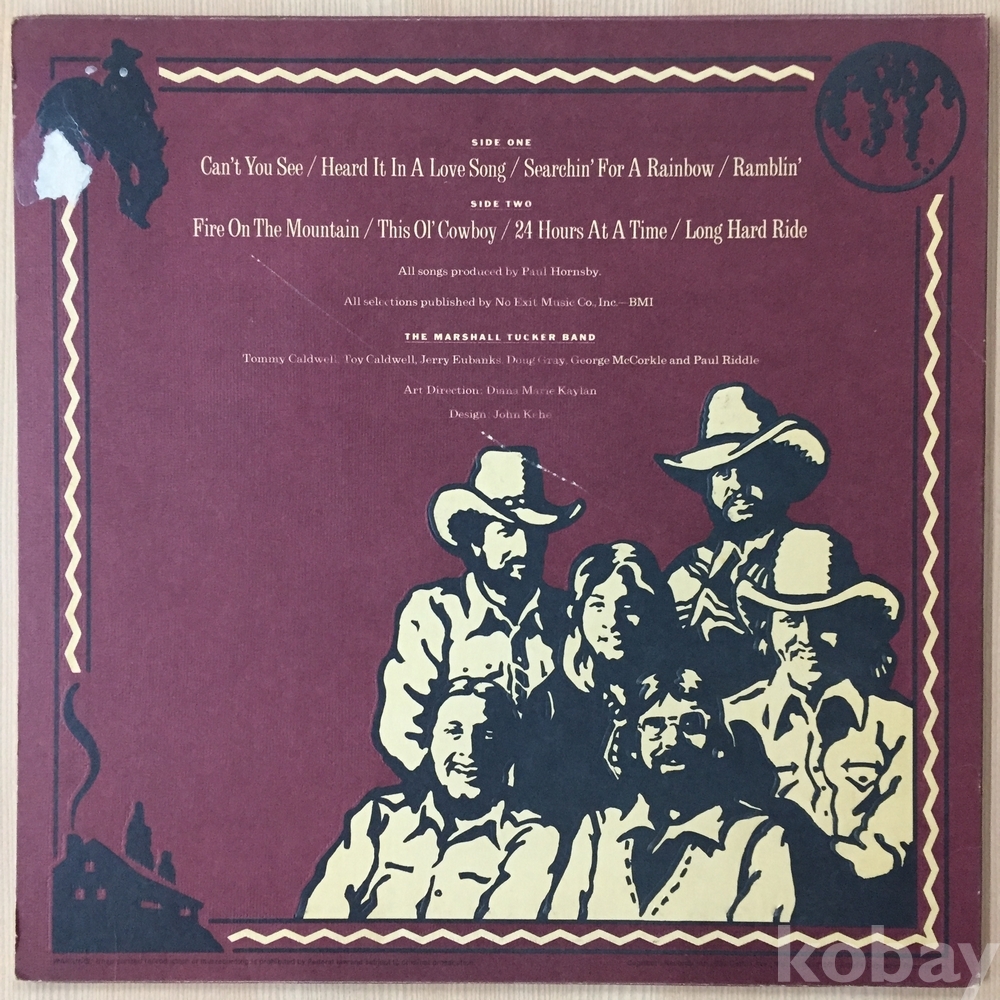 SIDE ONE
Can't You See / Heard It In A Love Song / Searchin' For A Rainbow / Ramblin'
SIDE TWO
Fire On The Mountain / This Ol' Cowboy / 24 Hours At A Time / Long Hard Ride
All songs produced by Paul Hornsby.
All selections published by No Exit Music Co., Inc.—BMI
THE MARSHALL TUCKER BAND
Tommy Caldwell, Toy Caldwell, Jerry Eubanks, Doug Gray, George McCorkle and Paul Riddle
Art Direction: Diana Marie Kaylan
Design: John Kehe
kobay